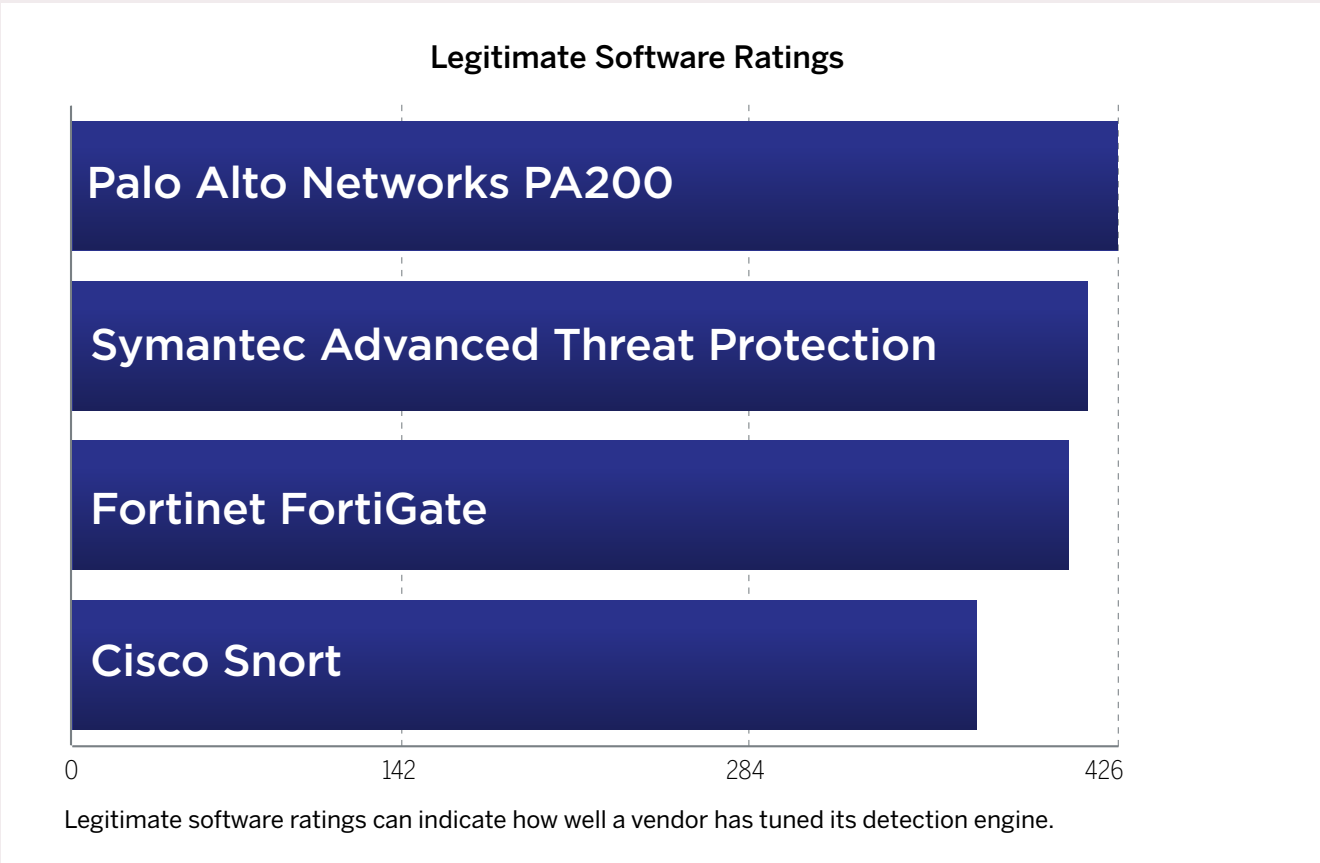 Legitimate Software Ratings
Palo Alto Networks PA200
Symantec Advanced Threat Protection
Fortinet FortiGate
Cisco Snort
0 142 284 426
Legitimate software ratings can indicate how well a vendor has tuned its detection engine.